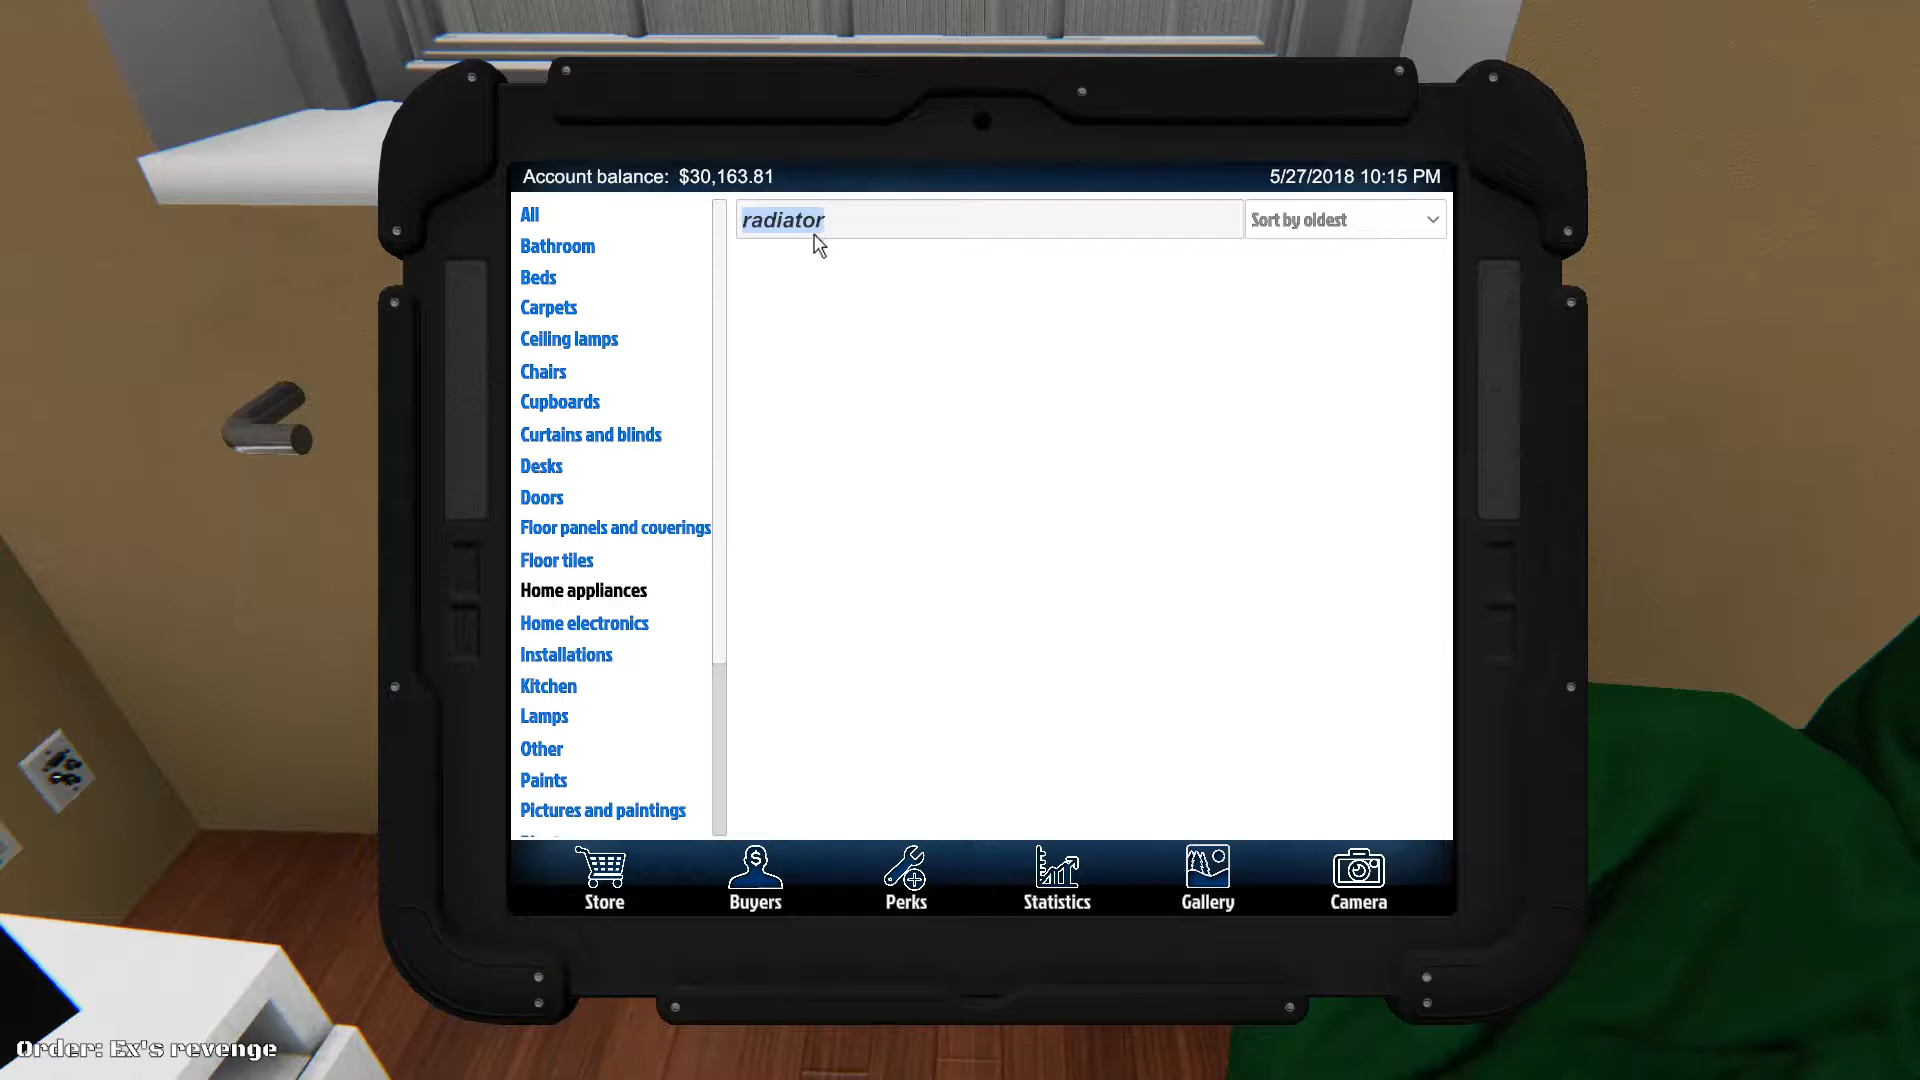 Account balance: $30,163.81
5/27/2018 10:15 PM
All
Bathroom
Beds
Carpets
Ceiling lamps
Chairs
Cupboards
Curtains and blinds
Desks
Doors
Floor panels and coverings
Floor tiles
Home appliances
Home electronics
Installations
Kitchen
Lamps
Other
Paints
Pictures and paintings
radiator
Sort by oldest
Store
Buyers
Perks
Statistics
Gallery
Camera
Order: Ex's revenge